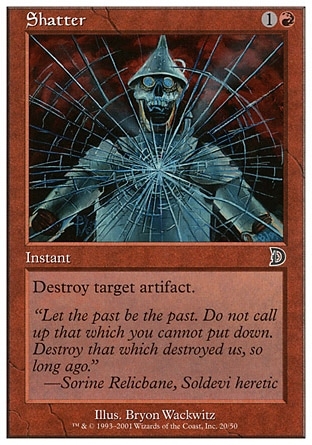 Shatter 1
Instant D
Destroy target artifact.
“Let the past be the past. Do not call
up that which you cannot put down.
Destroy that which destroyed us, so
long ago.”
—Sorine Relicbane, Soldevi heretic
Illus. Bryon Wackwitz
™ & © 1993–2001 Wizards of the Coast, Inc. 20/50